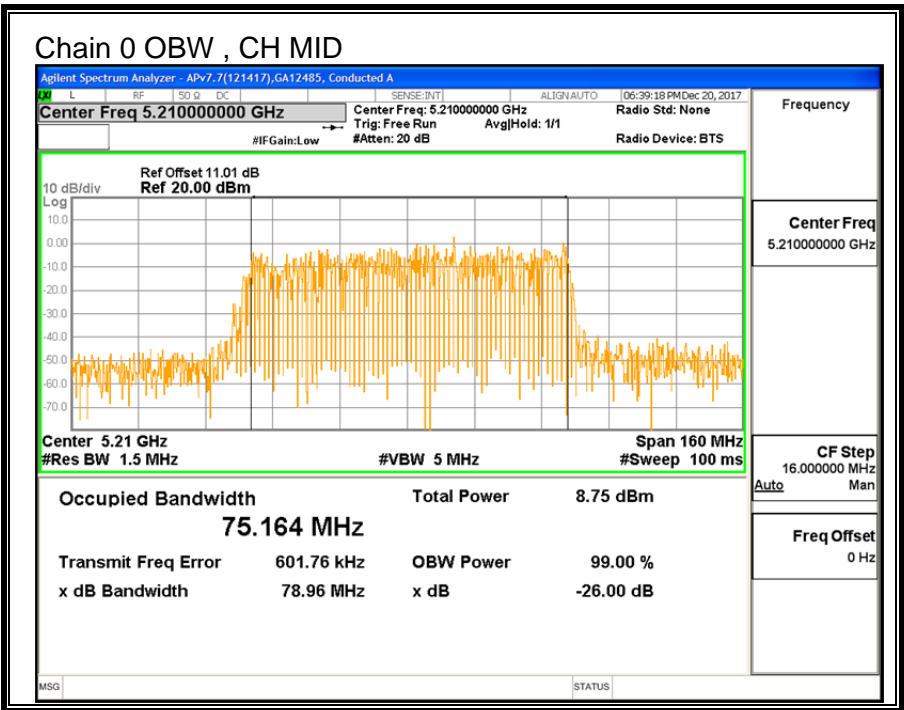 Chain 0 OBW , CH MID
Agilent Spectrum Analyzer - APv7.7(121417),GA12485, Conducted A
LXI L RF 50 Ω DC SENSE:INT ALIGN AUTO 06:39:18 PM Dec 20, 2017
Center Freq 5.210000000 GHz
Center Freq: 5.210000000 GHz
Radio Std: None
Trig: Free Run Avg|Hold: 1/1
#IFGain:Low #Atten: 20 dB Radio Device: BTS
Ref Offset 11.01 dB
10 dB/div Ref 20.00 dBm
Log
10.0
0.00
-10.0
-20.0
-30.0
-40.0
-50.0
-60.0
-70.0
Center 5.21 GHz Span 160 MHz
#Res BW 1.5 MHz #VBW 5 MHz #Sweep 100 ms
Occupied Bandwidth Total Power 8.75 dBm
75.164 MHz
Transmit Freq Error 601.76 kHz OBW Power 99.00 %
x dB Bandwidth 78.96 MHz x dB -26.00 dB
MSG STATUS
Frequency
Center Freq
5.210000000 GHz
CF Step
16.000000 MHz
Auto Man
Freq Offset
0 Hz